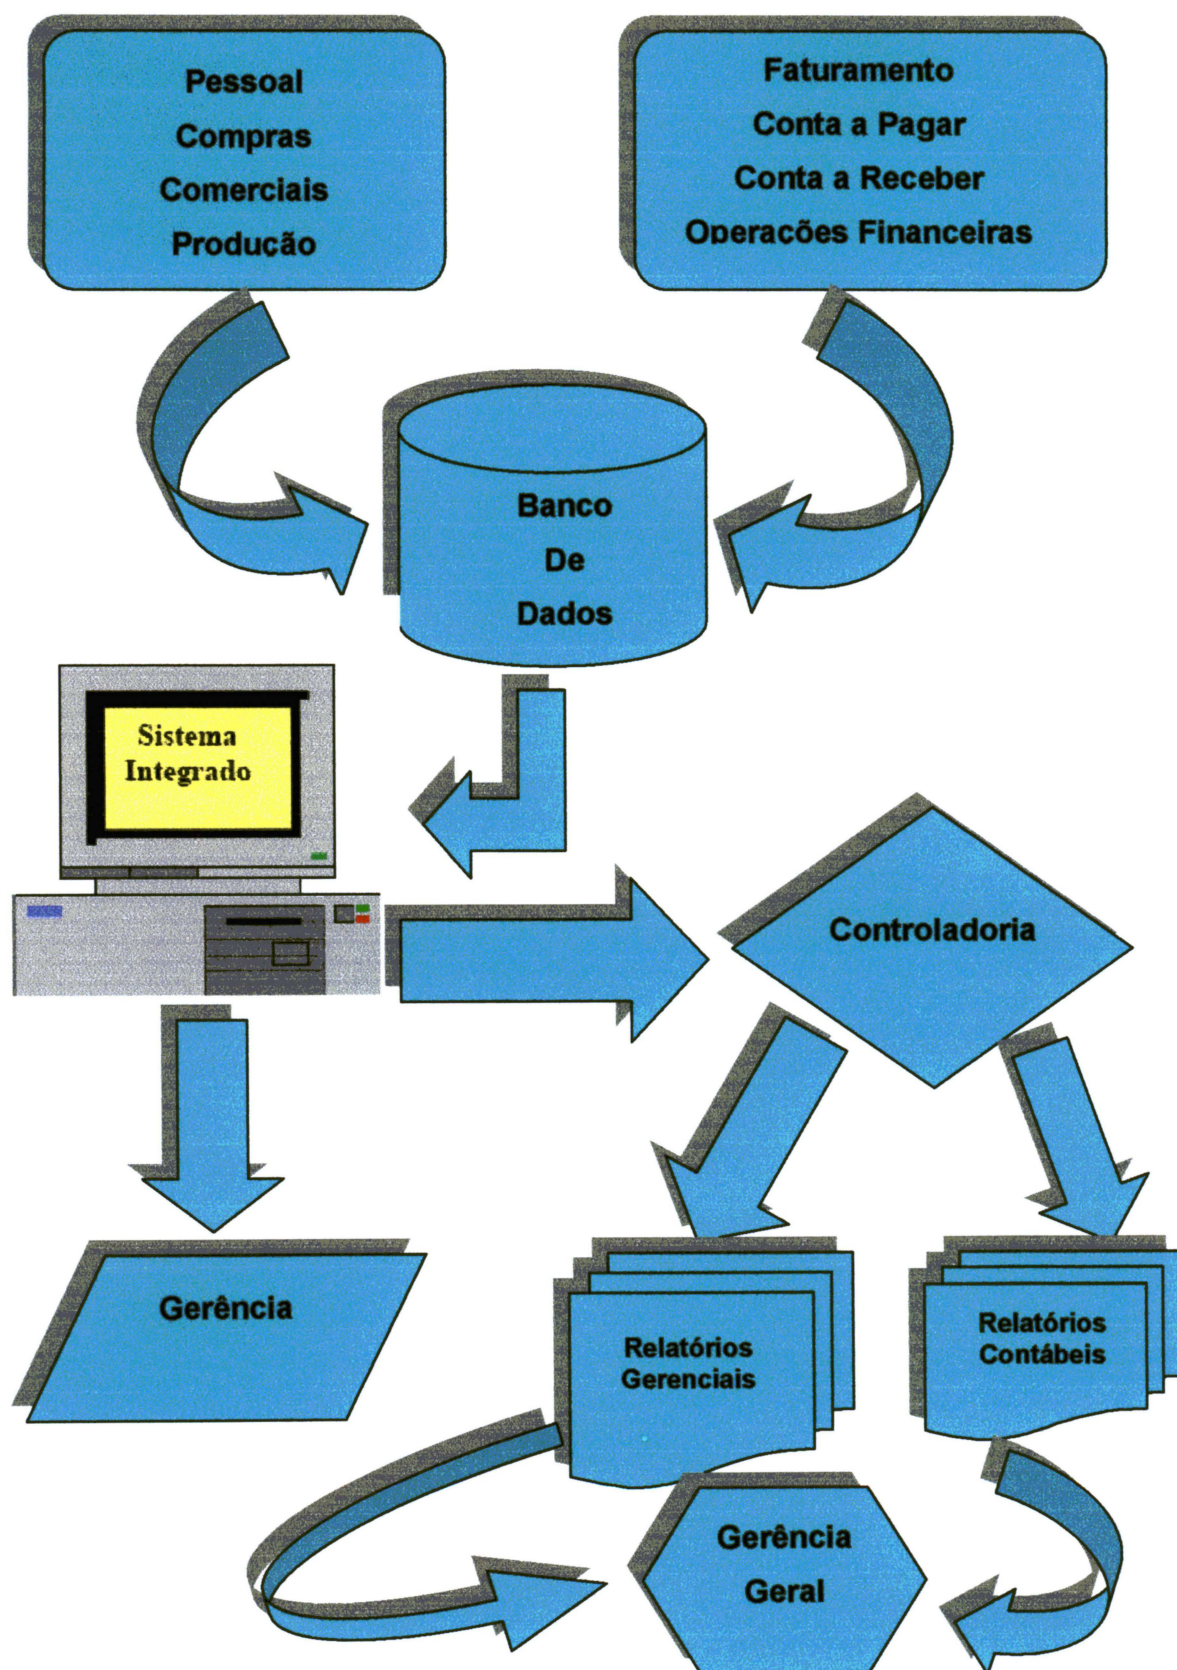 Pessoal
Compras
Comerciais
Produção
Faturamento
Conta a Pagar
Conta a Receber
Operações Financeiras
Banco
De
Dados
Sistema
Integrado
Controladoria
Gerência
Relatórios
Gerenciais
Relatórios
Contábeis
Gerência
Geral